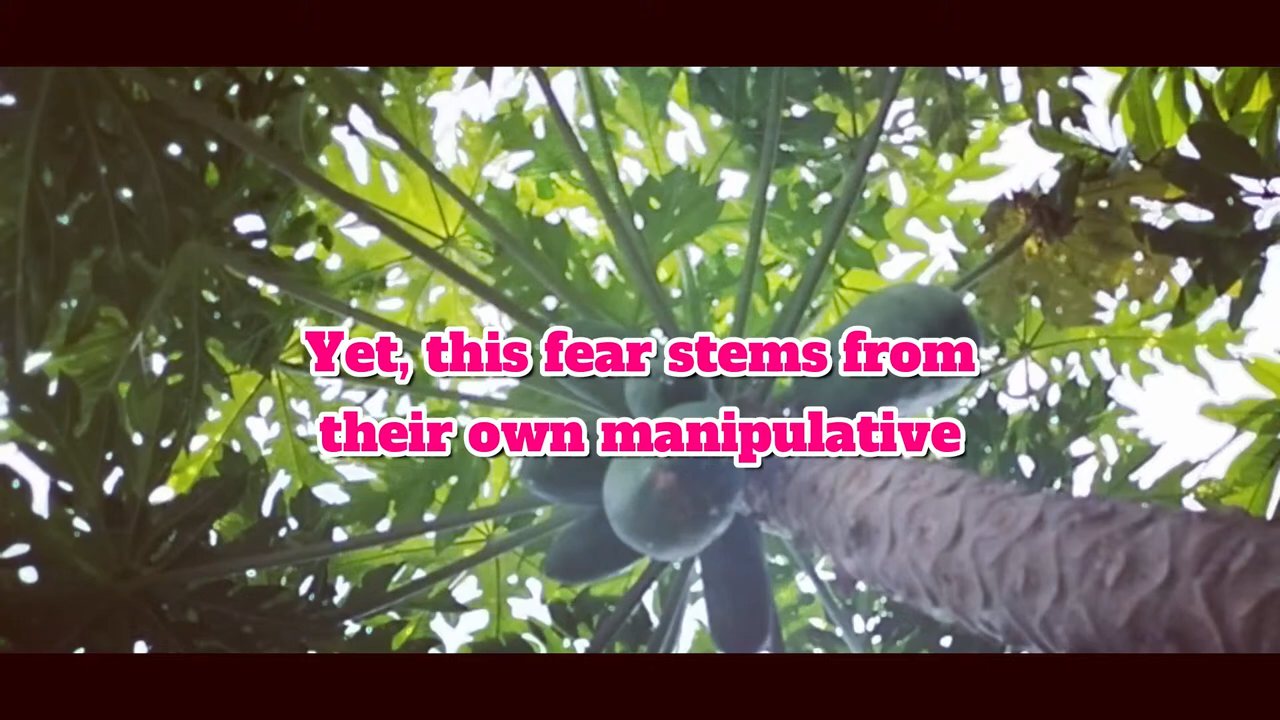 Yet, this fear stems from
their own manipulative